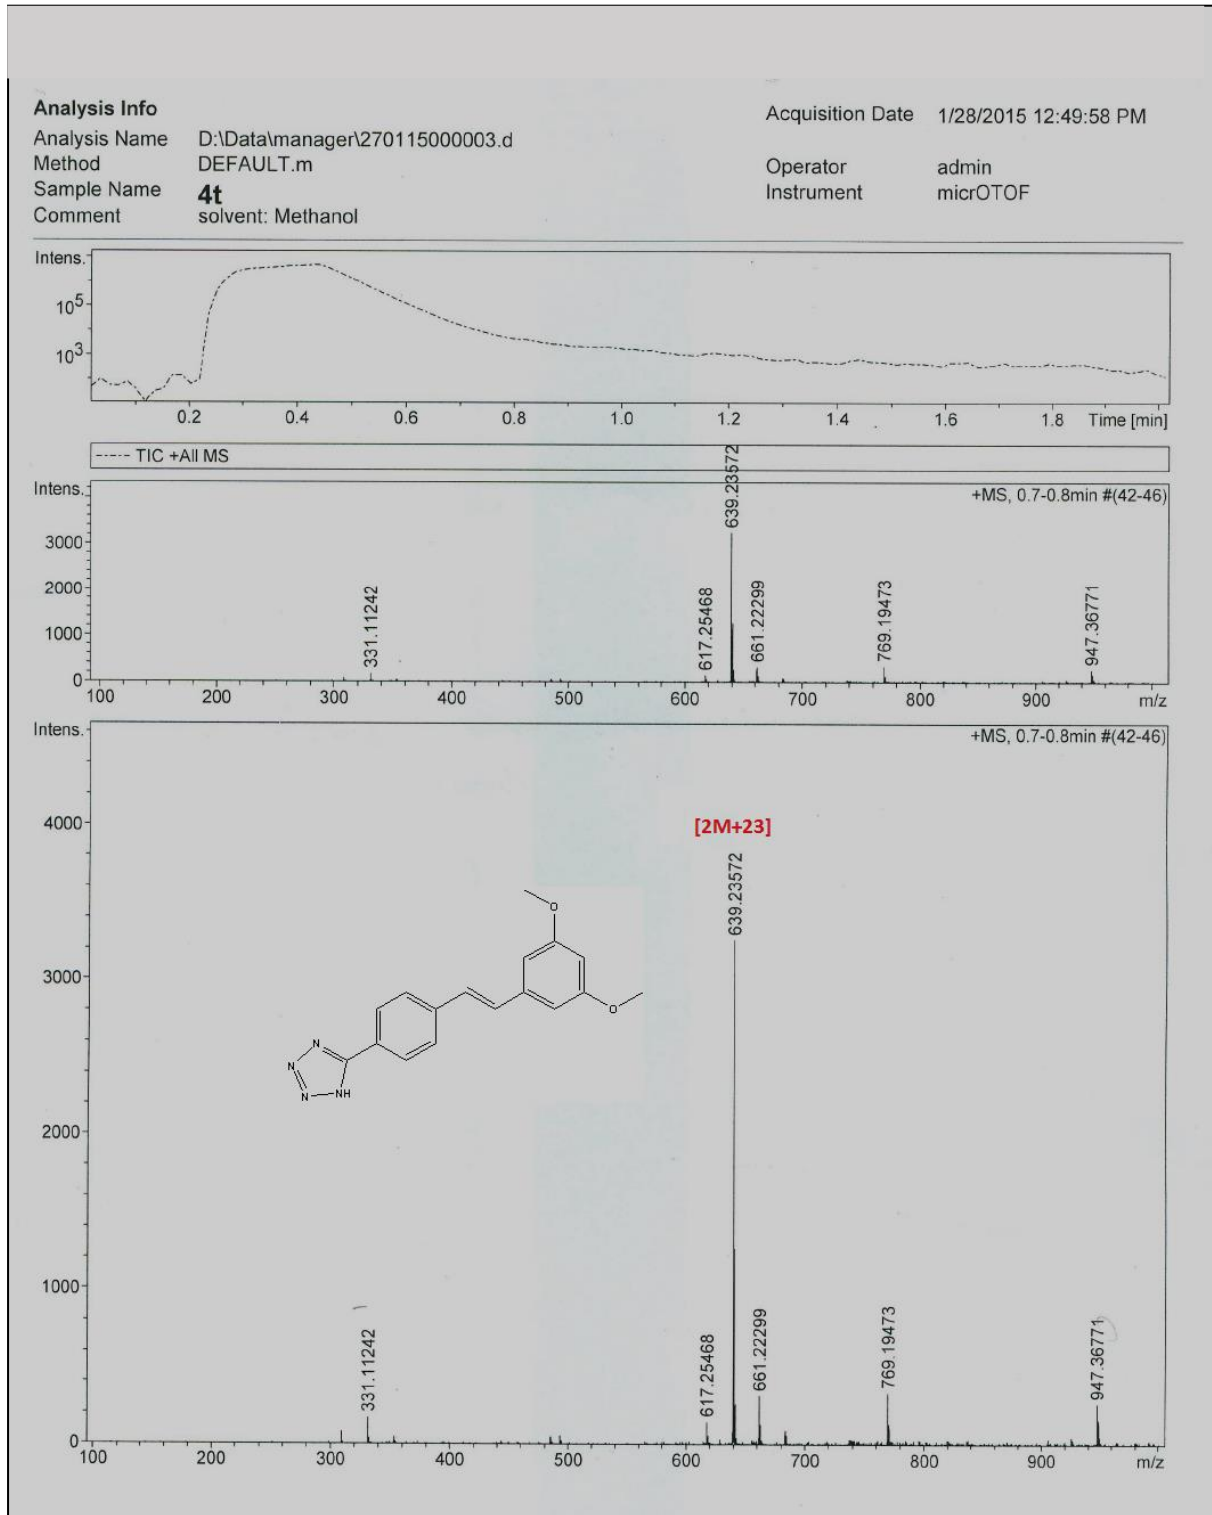 Analysis Info
Acquisition Date 1/28/2015 12:49:58 PM
Analysis Name D:\Data\manager\270115000003.d
Method DEFAULT.m
Operator admin
Sample Name 4t
Instrument micrOTOF
Comment solvent: Methanol
Intens.
10^5
10^3
0.2 0.4 0.6 0.8 1.0 1.2 1.4 1.6 1.8 Time [min]
TIC +All MS
Intens.
+MS, 0.7-0.8min #(42-46)
3000
2000
1000
0
331.11242
617.25468
639.23572
661.22299
769.19473
947.36771
100 200 300 400 500 600 700 800 900 m/z
Intens.
+MS, 0.7-0.8min #(42-46)
4000
3000
2000
1000
0
[2M+23]
639.23572
O
O
N
N
N
NH
331.11242
617.25468
661.22299
769.19473
947.36771
100 200 300 400 500 600 700 800 900 m/z